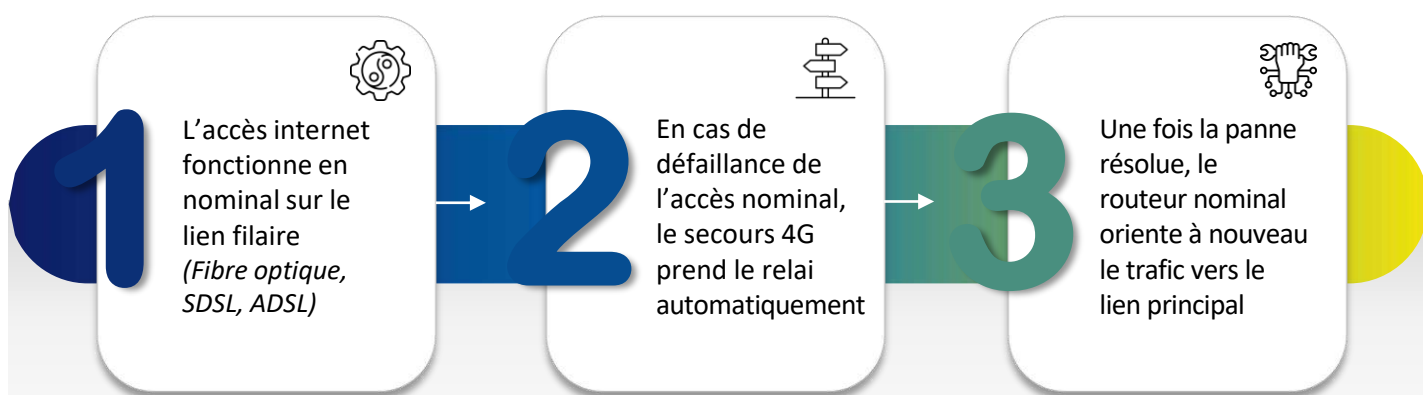 1
L’accès internet
fonctionne en
nominal sur le
lien filaire
(Fibre optique,
SDSL, ADSL)
2
En cas de
défaillance de
l’accès nominal,
le secours 4G
prend le relai
automatiquement
3
Une fois la panne
résolue, le
routeur nominal
oriente à nouveau
le trafic vers le
lien principal